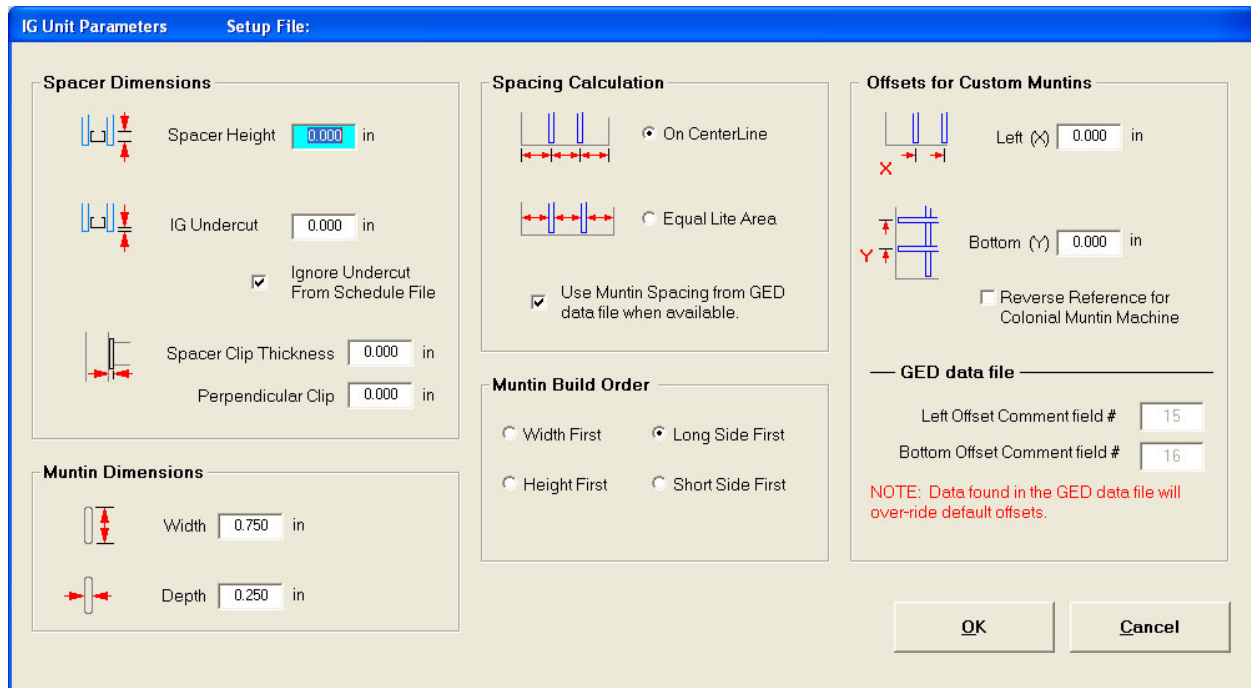 IG Unit Parameters Setup File:
Spacer Dimensions
Spacer Height 0.000 in
IG Undercut 0.000 in
Ignore Undercut
From Schedule File
Spacer Clip Thickness 0.000 in
Perpendicular Clip 0.000 in
Muntin Dimensions
Width 0.750 in
Depth 0.250 in
Spacing Calculation
On CenterLine
Equal Lite Area
Use Muntin Spacing from GED
data file when available.
Muntin Build Order
Width First Long Side First
Height First Short Side First
Offsets for Custom Muntins
Left (X) 0.000 in
X
Bottom (Y) 0.000 in
Y
Reverse Reference for
Colonial Muntin Machine
GED data file
Left Offset Comment field # 15
Bottom Offset Comment field # 16
NOTE: Data found in the GED data file will
over-ride default offsets.
OK Cancel